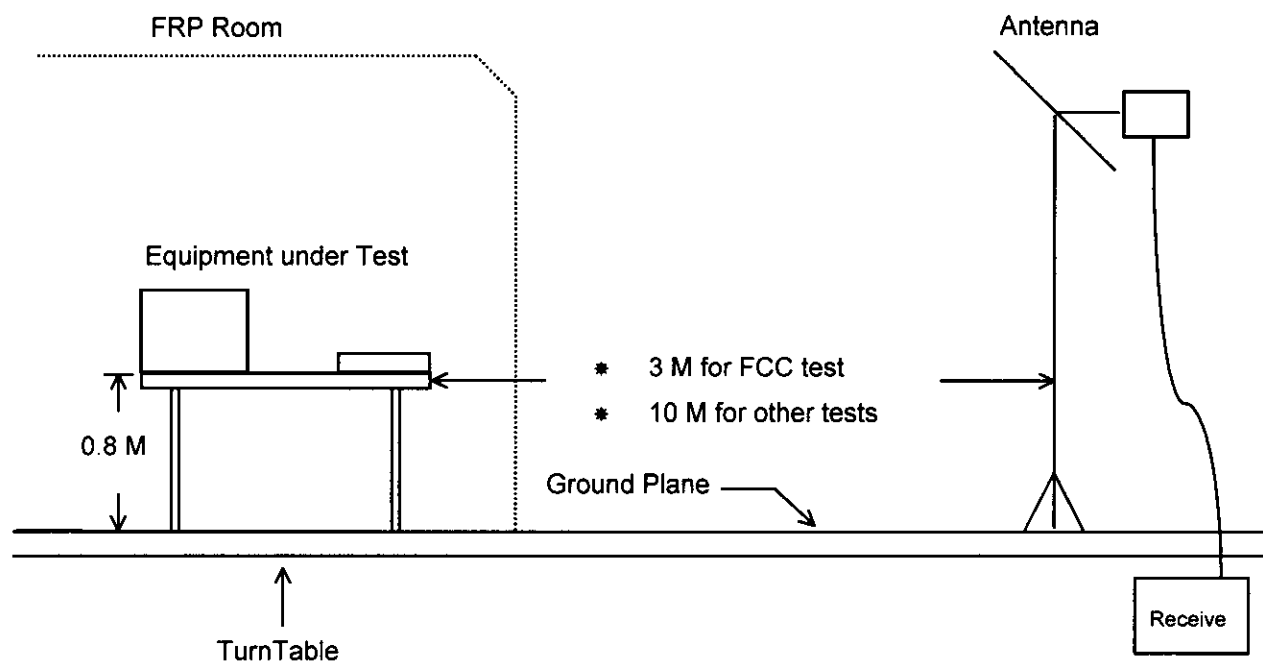 FRP Room
Antenna
Equipment under Test
* 3 M for FCC test
* 10 M for other tests
0.8 M
Ground Plane
Receive
TurnTable